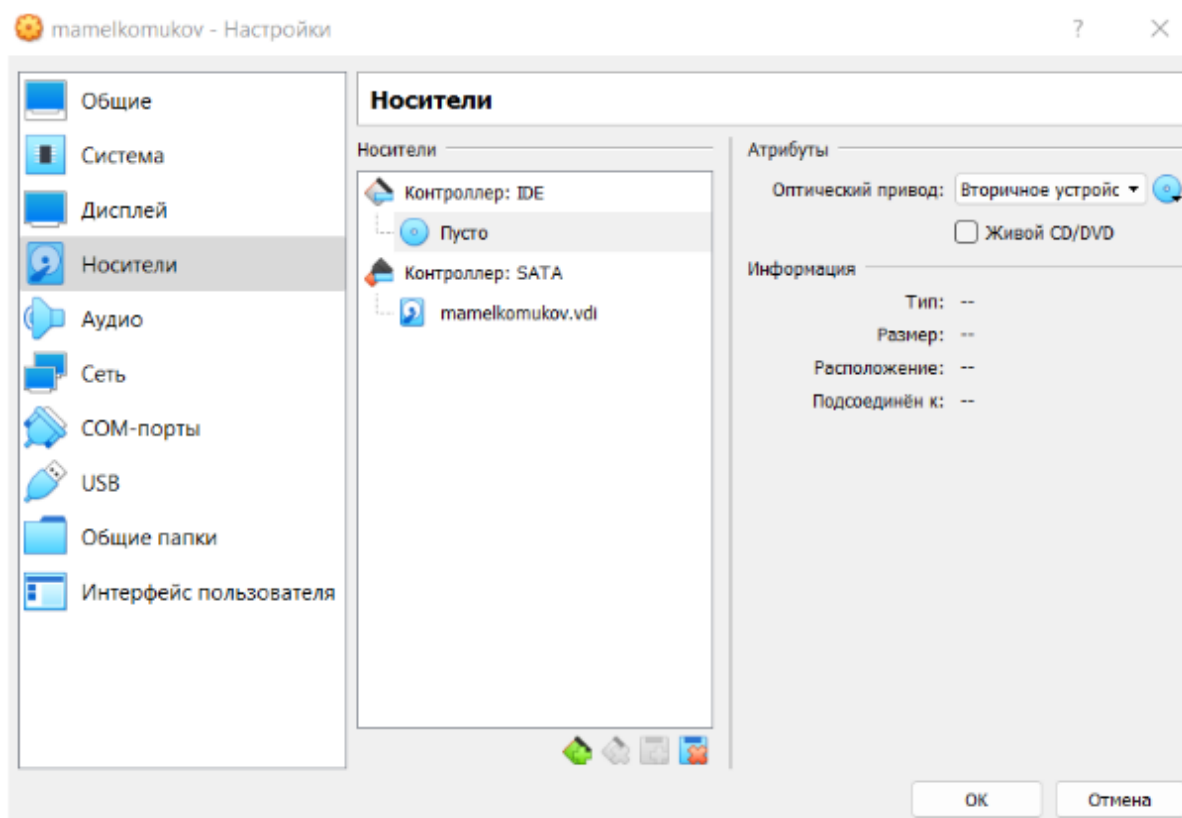 mamelkomukov - Настройки
?
Общие
Система
Дисплей
Носители
Аудио
Сеть
COM-порты
USB
Общие папки
Интерфейс пользователя
Носители
Носители
Контроллер: IDE
Пусто
Контроллер: SATA
mamelkomukov.vdi
Атрибуты
Оптический привод: Вторичное устройс
Живой CD/DVD
Информация
Тип: --
Размер: --
Расположение: --
Подсоединён к: --
ОК Отмена